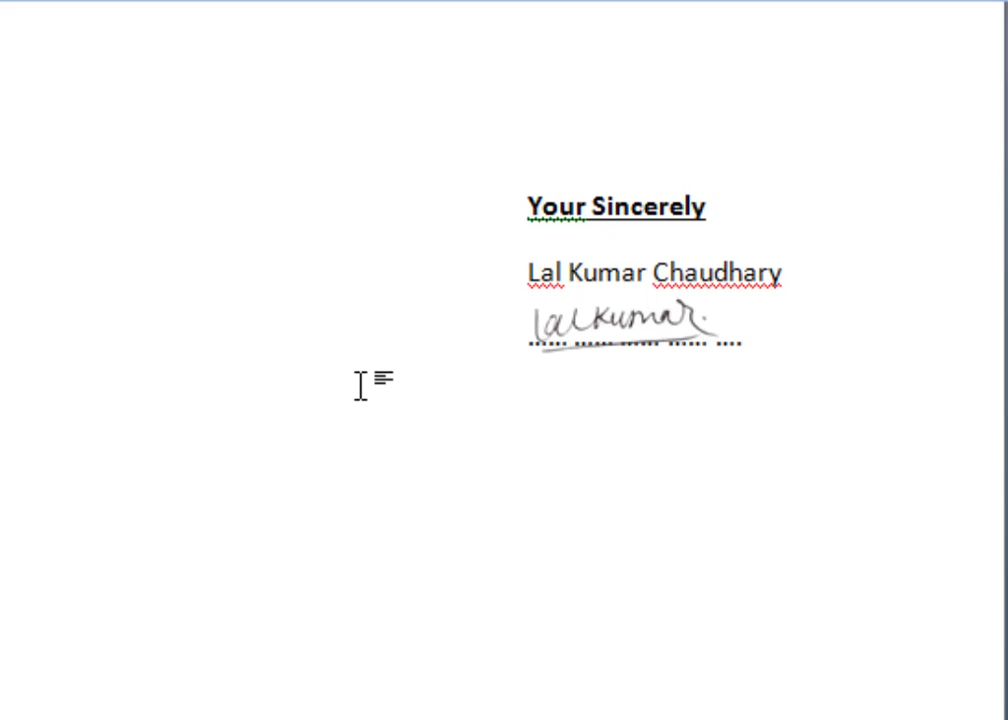 Your Sincerely
Lal Kumar Chaudhary
lalkumar.
...... ...... ...... ...... ....